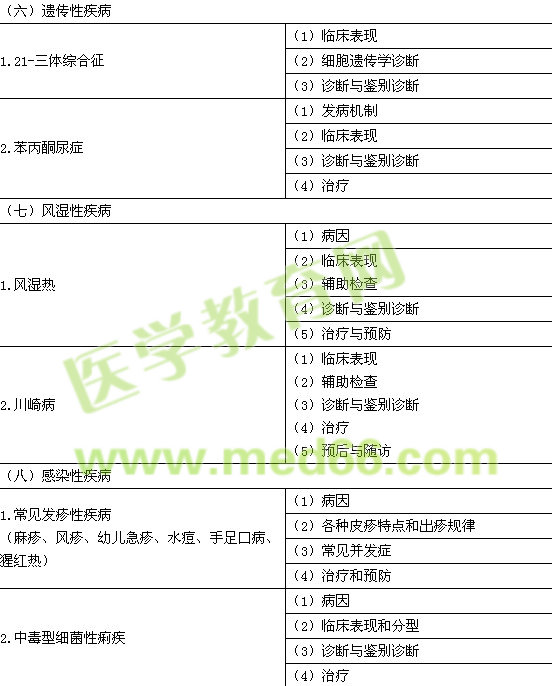 （六）遗传性疾病
1.21-三体综合征
（1）临床表现
（2）细胞遗传学诊断
（3）诊断与鉴别诊断
2.苯丙酮尿症
（1）发病机制
（2）临床表现
（3）诊断与鉴别诊断
（4）治疗
（七）风湿性疾病
1.风湿热
（1）病因
（2）临床表现
（3）辅助检查
（4）诊断与鉴别诊断
（5）治疗与预防
2.川崎病
（1）临床表现
（2）辅助检查
（3）诊断与鉴别诊断
（4）治疗
（5）预后与随访
（八）感染性疾病
1.常见发疹性疾病
（麻疹、风疹、幼儿急疹、水痘、手足口病、
猩红热）
（1）病因
（2）各种皮疹特点和出疹规律
（3）常见并发症
（4）治疗和预防
2.中毒型细菌性痢疾
（1）病因
（2）临床表现和分型
（3）诊断与鉴别诊断
（4）治疗
医学教育网
www.med66.com